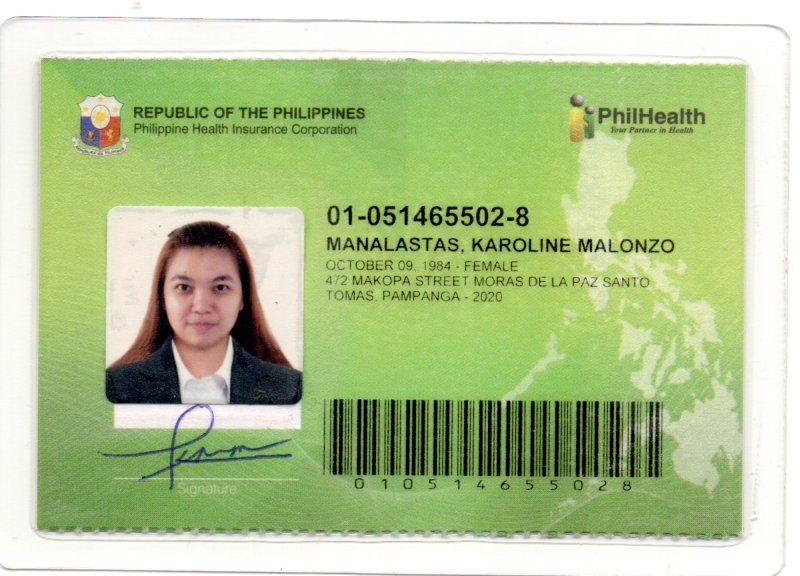 REPUBLIC OF THE PHILIPPINES
Philippine Health Insurance Corporation
PhilHealth
Your Partner in Health
01-051465502-8
MANALASTAS, KAROLINE MALONZO
OCTOBER 09, 1984 - FEMALE
472 MAKOPA STREET MORAS DE LA PAZ SANTO
TOMAS, PAMPANGA - 2020
010514655028
Signature